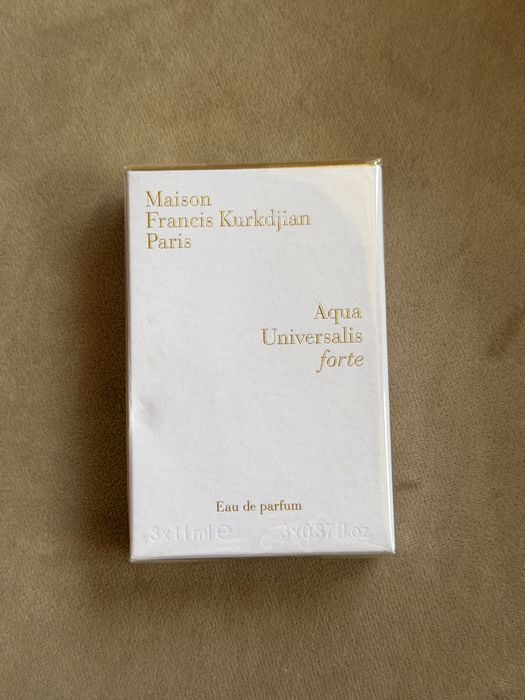 Maison
Francis Kurkdjian
Paris
Aqua
Universalis
forte
Eau de parfum
3x11ml ℮ 3x0.37fl.oz.